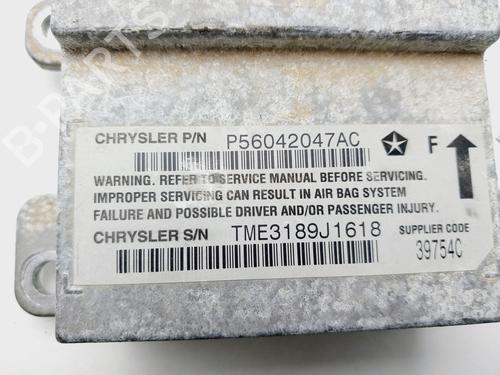 CHRYSLER P/N P56042047AC
F
WARNING. REFER TO SERVICE MANUAL BEFORE SERVICING.
IMPROPER SERVICING CAN RESULT IN AIR BAG SYSTEM
FAILURE AND POSSIBLE DRIVER AND/OR PASSENGER INJURY.
CHRYSLER S/N TME3189J1618 SUPPLIER CODE
39754C
B-PARTS